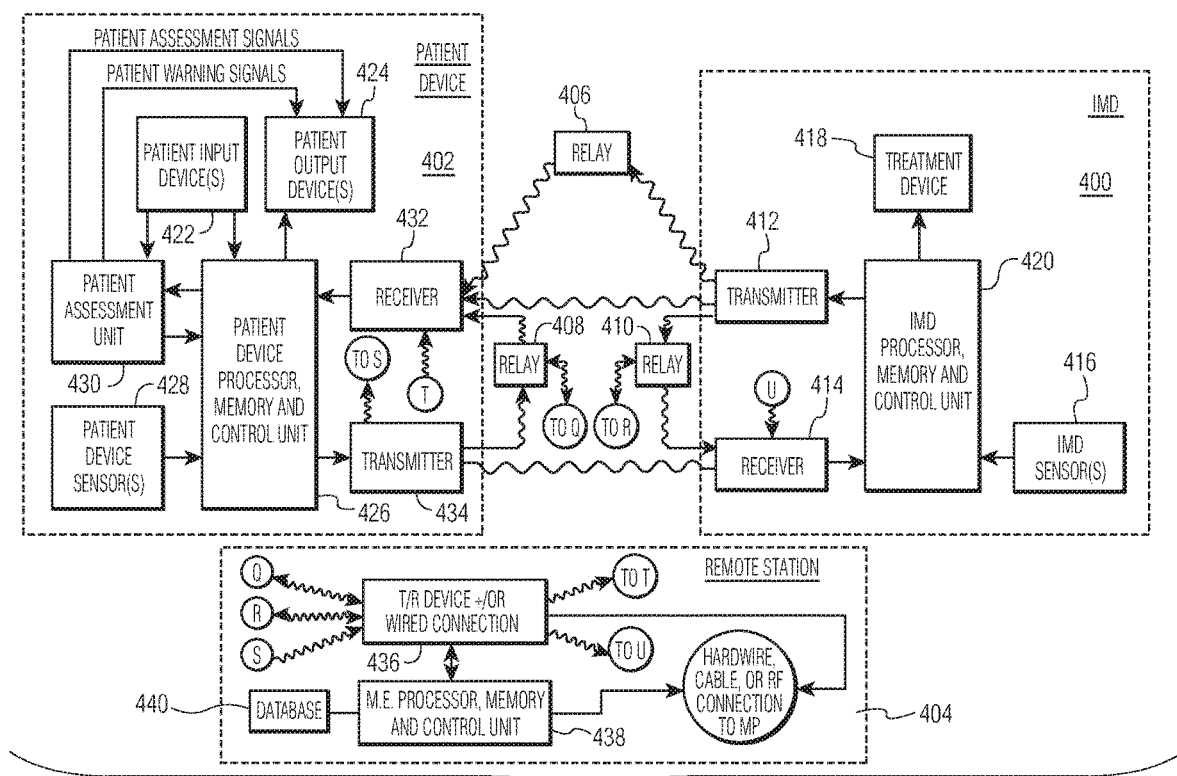 PATIENT ASSESSMENT SIGNALS
PATIENT WARNING SIGNALS
424
PATIENT
DEVICE
402
PATIENT INPUT
DEVICE(S)
422
PATIENT
OUTPUT
DEVICE(S)
432
RECEIVER
PATIENT
ASSESSMENT
UNIT
430
428
PATIENT
DEVICE
SENSOR(S)
PATIENT
DEVICE
PROCESSOR,
MEMORY AND
CONTROL UNIT
426
TO S
T
TRANSMITTER
434
406
RELAY
408
RELAY
410
RELAY
TO Q
TO R
IMD
400
418
TREATMENT
DEVICE
412
TRANSMITTER
420
IMD
PROCESSOR,
MEMORY AND
CONTROL UNIT
U
414
RECEIVER
416
IMD
SENSOR(S)
REMOTE STATION
Q
R
S
T/R DEVICE +/OR
WIRED CONNECTION
436
TO T
TO U
440
DATABASE
M.E. PROCESSOR, MEMORY
AND CONTROL UNIT
438
HARDWIRE,
CABLE, OR RF
CONNECTION
TO MP
404